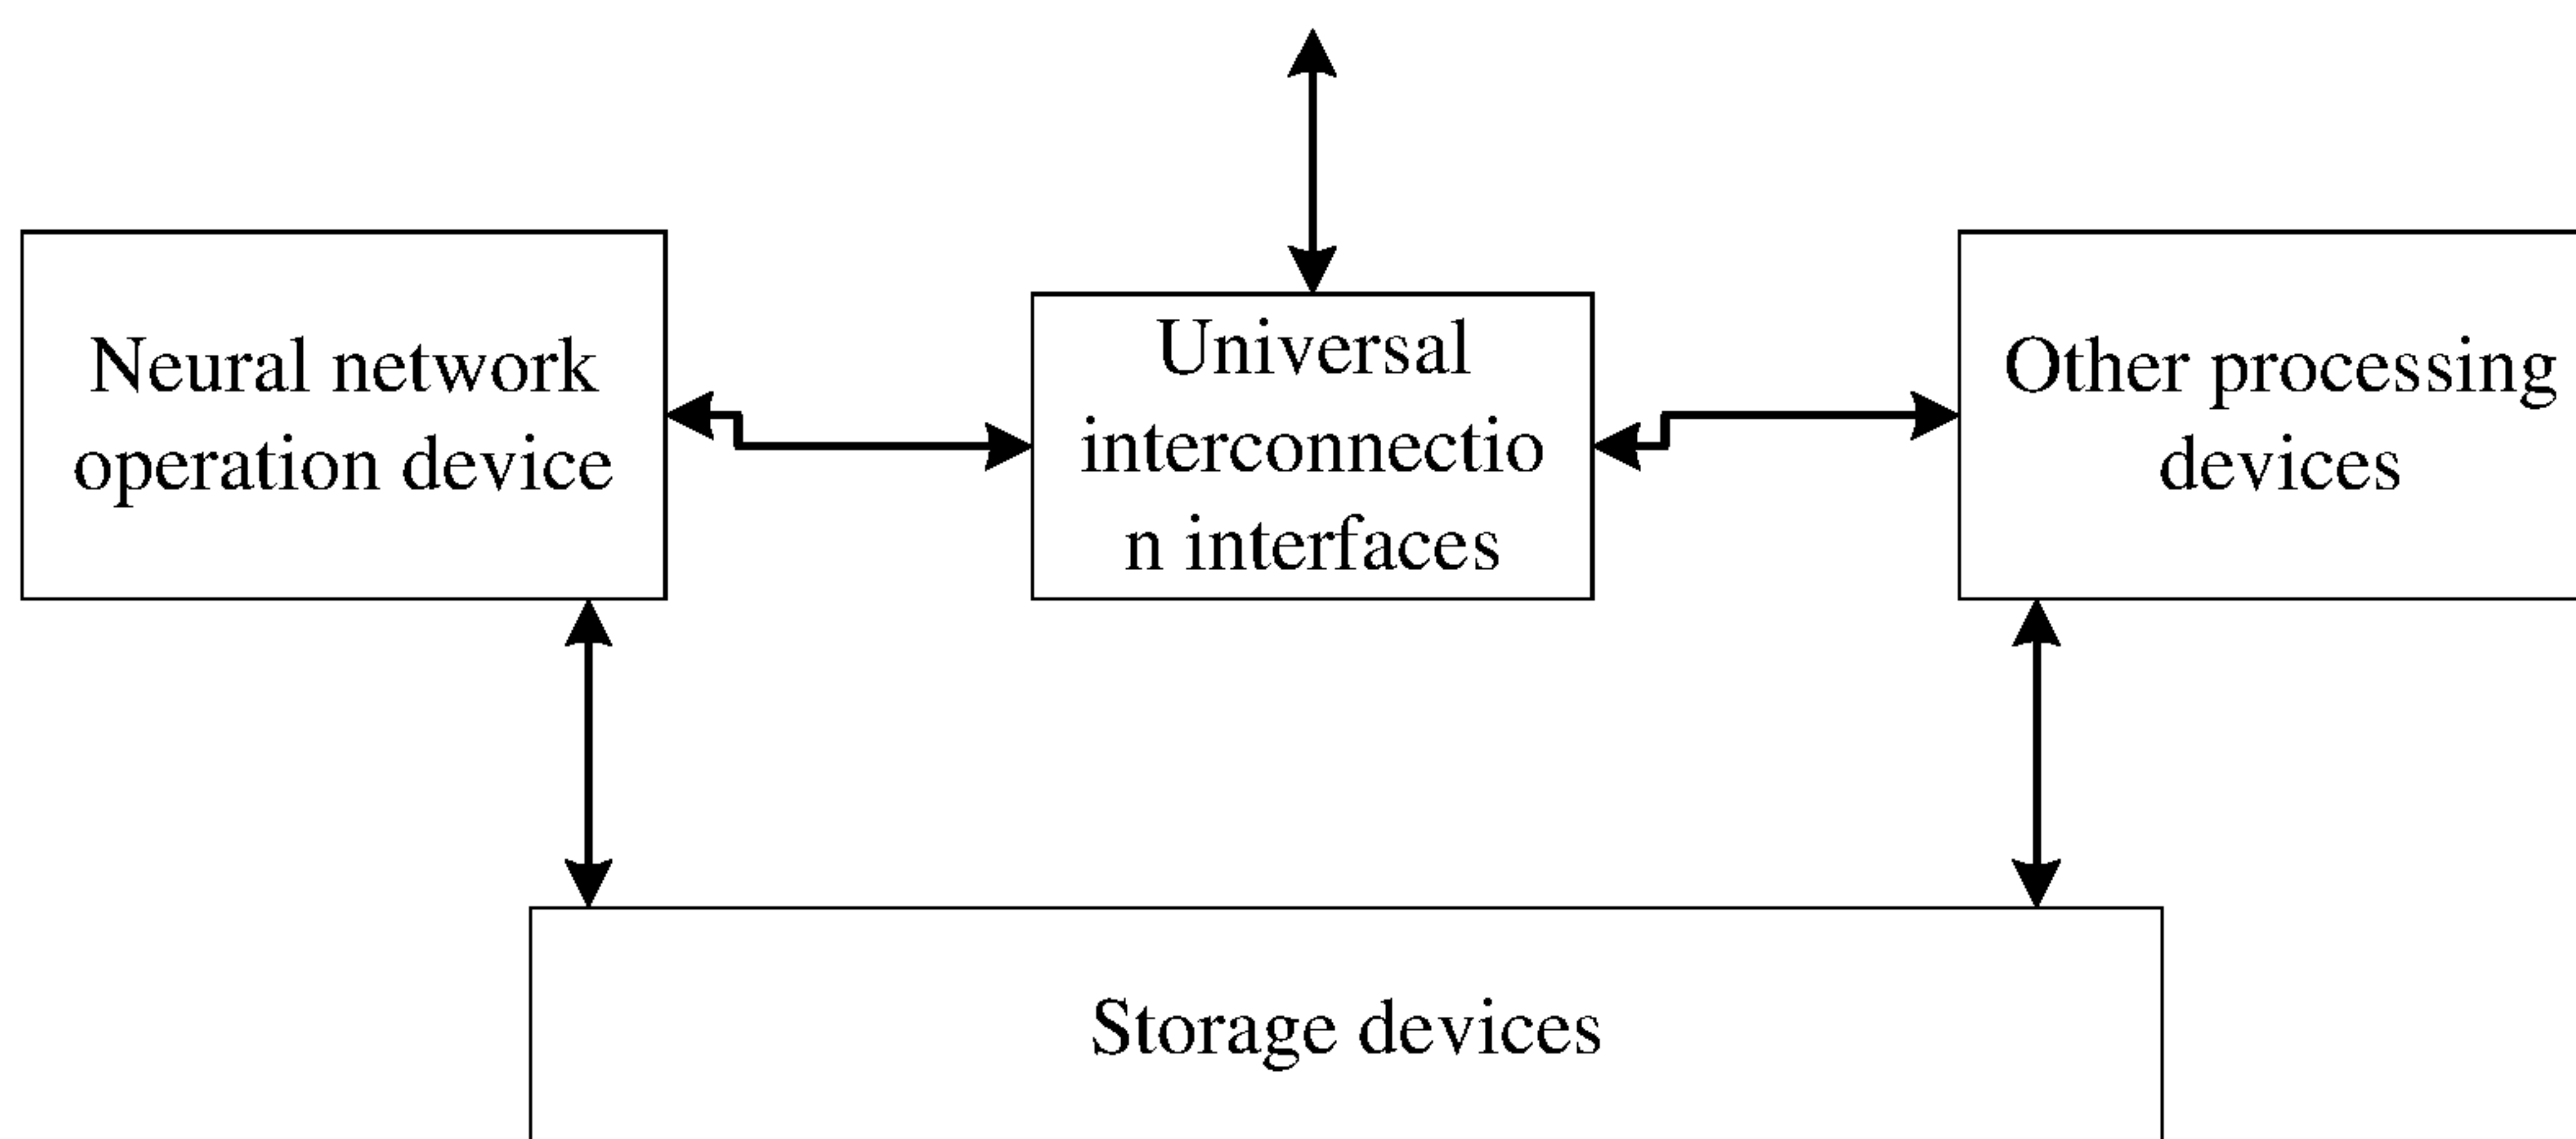 Neural network
operation device
Universal
interconnectio
n interfaces
Other processing
devices
Storage devices